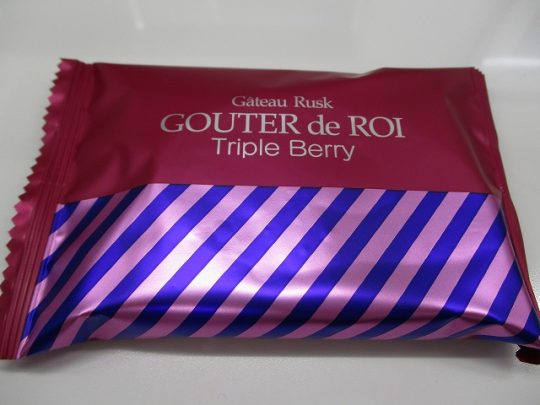 Gâteau Rusk
GOUTER de ROI
Triple Berry